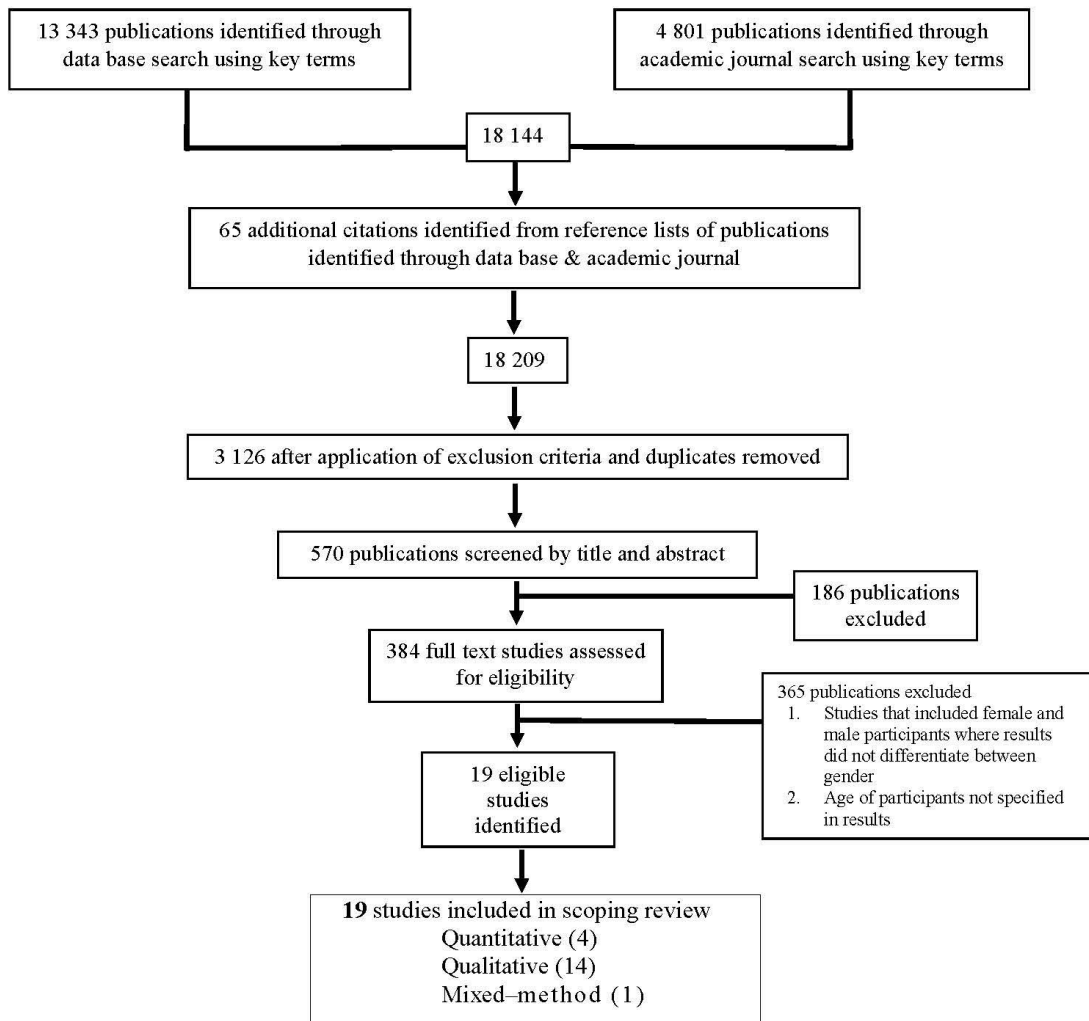 13 343 publications identified through
data base search using key terms
4 801 publications identified through
academic journal search using key terms
18 144
65 additional citations identified from reference lists of publications
identified through data base & academic journal
18 209
3 126 after application of exclusion criteria and duplicates removed
570 publications screened by title and abstract
186 publications
excluded
384 full text studies assessed
for eligibility
365 publications excluded
1. Studies that included female and
male participants where results
did not differentiate between
gender
2. Age of participants not specified
in results
19 eligible
studies
identified
19 studies included in scoping review
Quantitative (4)
Qualitative (14)
Mixed–method (1)